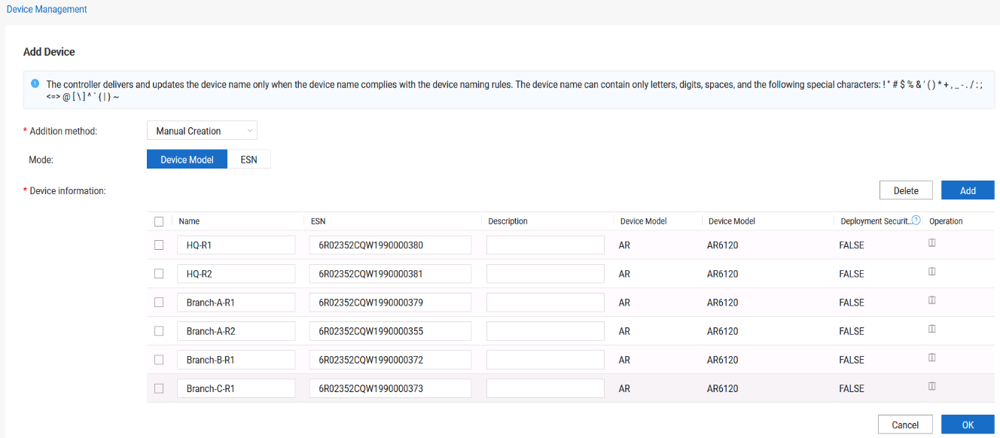 Device Management
Add Device
The controller delivers and updates the device name only when the device name complies with the device naming rules. The device name can contain only letters, digits, spaces, and the following special characters: ! " # $ % & ' ( ) * + , _ - . / : ;
<=> @ [ \ ] ^ ` { | } ~
* Addition method: Manual Creation
Mode: Device Model ESN
* Device information: Delete Add
Name ESN Description Device Model Device Model Deployment Securit... ? Operation
HQ-R1 6R02352CQW1990000380 AR AR6120 FALSE
HQ-R2 6R02352CQW1990000381 AR AR6120 FALSE
Branch-A-R1 6R02352CQW1990000379 AR AR6120 FALSE
Branch-A-R2 6R02352CQW1990000355 AR AR6120 FALSE
Branch-B-R1 6R02352CQW1990000372 AR AR6120 FALSE
Branch-C-R1 6R02352CQW1990000373 AR AR6120 FALSE
Cancel OK